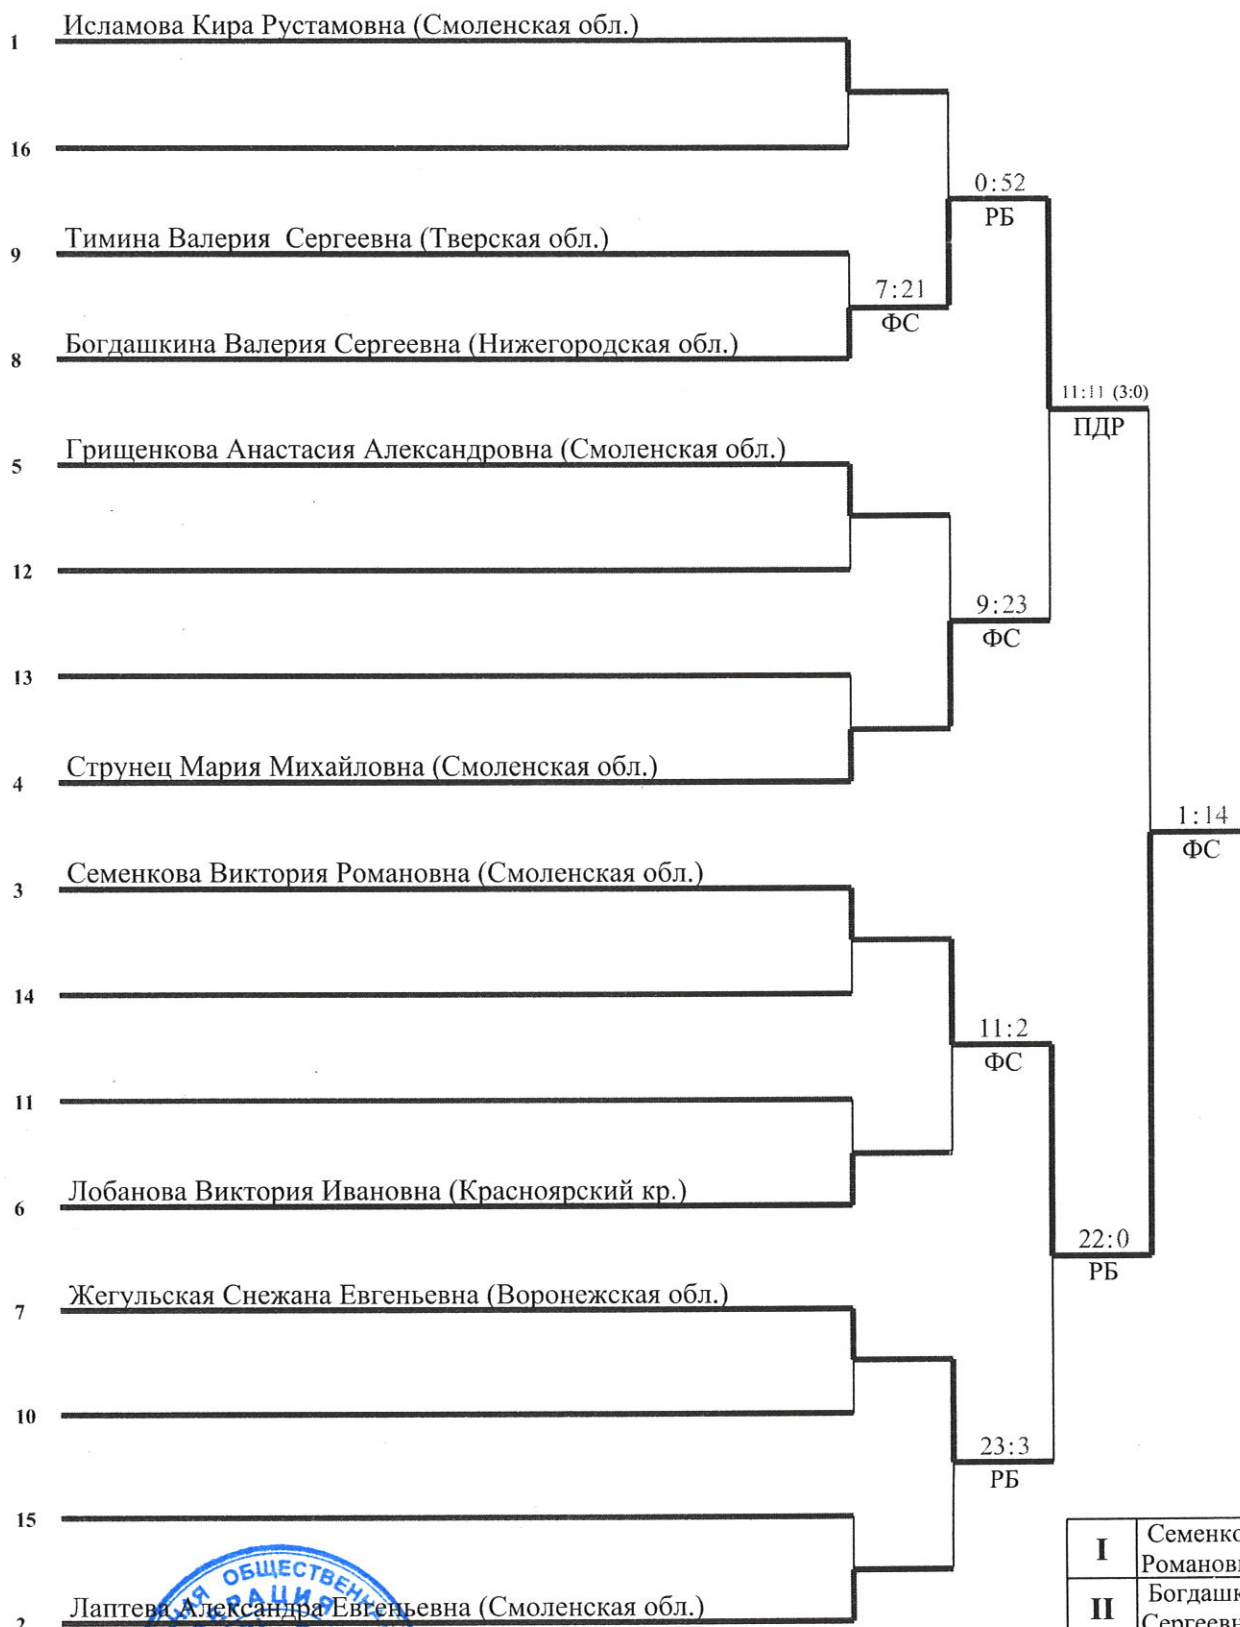 Исламова Кира Рустамовна (Смоленская обл.)
1
16
0:52
РБ
Тимина Валерия Сергеевна (Тверская обл.)
9
7:21
ФС
Богдашкина Валерия Сергеевна (Нижегородская обл.)
8
11:11 (3:0)
ПДР
Грищенкова Анастасия Александровна (Смоленская обл.)
5
12
9:23
ФС
13
Струнец Мария Михайловна (Смоленская обл.)
4
1:14
ФС
Семенкова Виктория Романовна (Смоленская обл.)
3
14
11:2
ФС
11
Лобанова Виктория Ивановна (Красноярский кр.)
6
22:0
РБ
Жегульская Снежана Евгеньевна (Воронежская обл.)
7
10
23:3
РБ
15
I Семенко
Романовн
ОБЩЕСТВЕННА
РАЦИЯ
Лаптева Александра Евгеньевна (Смоленская обл.)
2
II Богдашк
Сергеевн